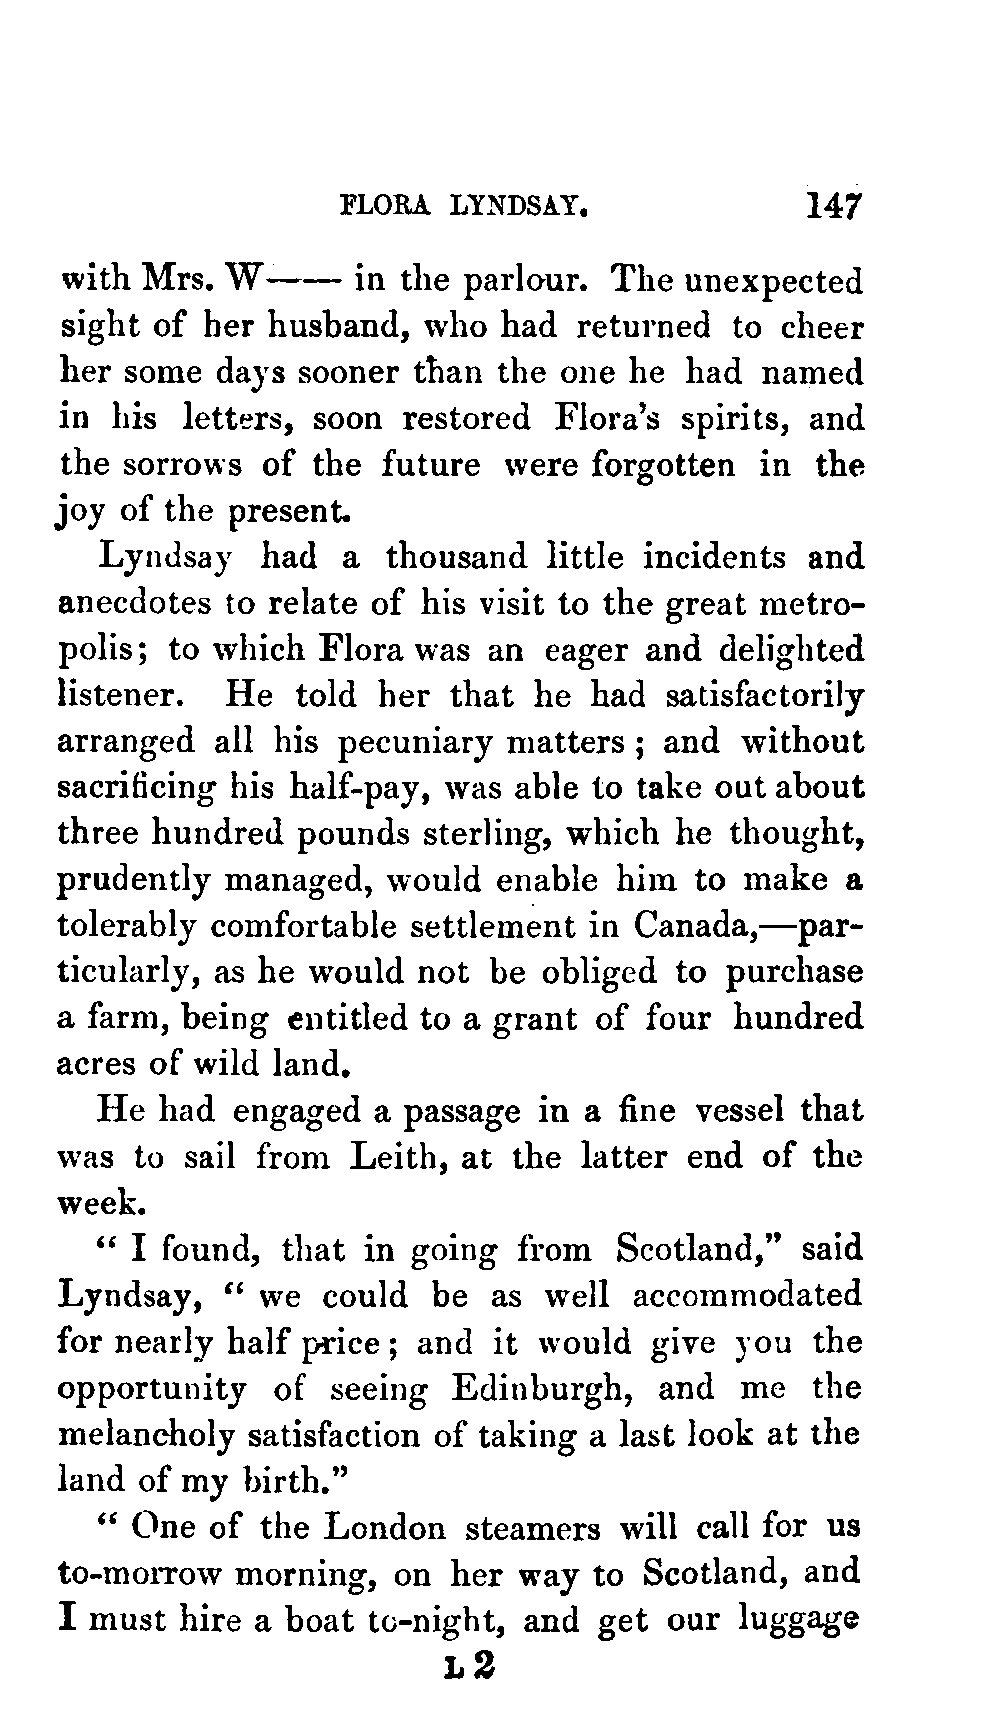 FLORA LYNDSAY. 147
with Mrs. W—— in the parlour. The unexpected
sight of her husband, who had returned to cheer
her some days sooner than the one he had named
in his letters, soon restored Flora's spirits, and
the sorrows of the future were forgotten in the
joy of the present.
Lyndsay had a thousand little incidents and
anecdotes to relate of his visit to the great metro-
polis; to which Flora was an eager and delighted
listener. He told her that he had satisfactorily
arranged all his pecuniary matters; and without
sacrificing his half-pay, was able to take out about
three hundred pounds sterling, which he thought,
prudently managed, would enable him to make a
tolerably comfortable settlement in Canada,—par-
ticularly, as he would not be obliged to purchase
a farm, being entitled to a grant of four hundred
acres of wild land.
He had engaged a passage in a fine vessel that
was to sail from Leith, at the latter end of the
week.
“ I found, that in going from Scotland,” said
Lyndsay, “ we could be as well accommodated
for nearly half price; and it would give you the
opportunity of seeing Edinburgh, and me the
melancholy satisfaction of taking a last look at the
land of my birth.”
“ One of the London steamers will call for us
to-morrow morning, on her way to Scotland, and
I must hire a boat to-night, and get our luggage
L 2